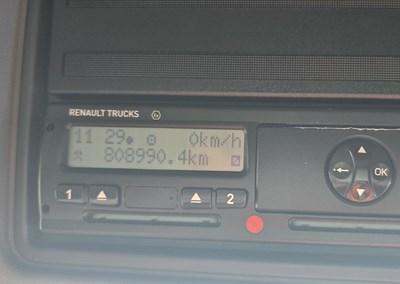 RENAULT TRUCKS
11 29 0km/h
808990.4km
1 2
OK